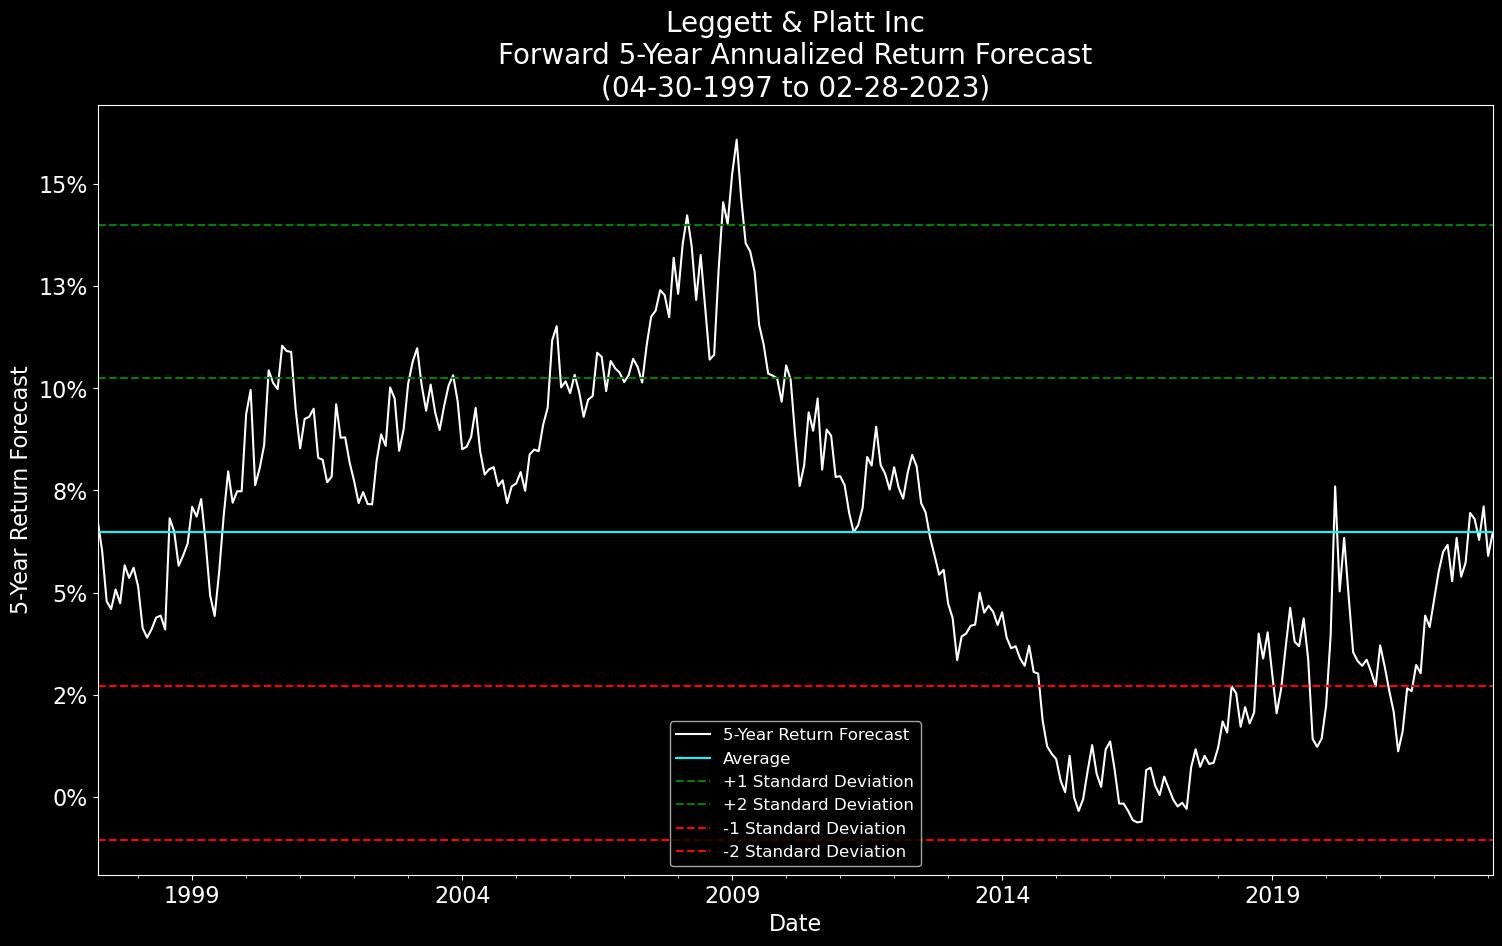 Leggett & Platt Inc
Forward 5-Year Annualized Return Forecast
(04-30-1997 to 02-28-2023)
15%
13%
10%
8%
5%
2%
0%
5-Year Return Forecast
5-Year Return Forecast
Average
+1 Standard Deviation
+2 Standard Deviation
-1 Standard Deviation
-2 Standard Deviation
1999 2004 2009 2014 2019
Date